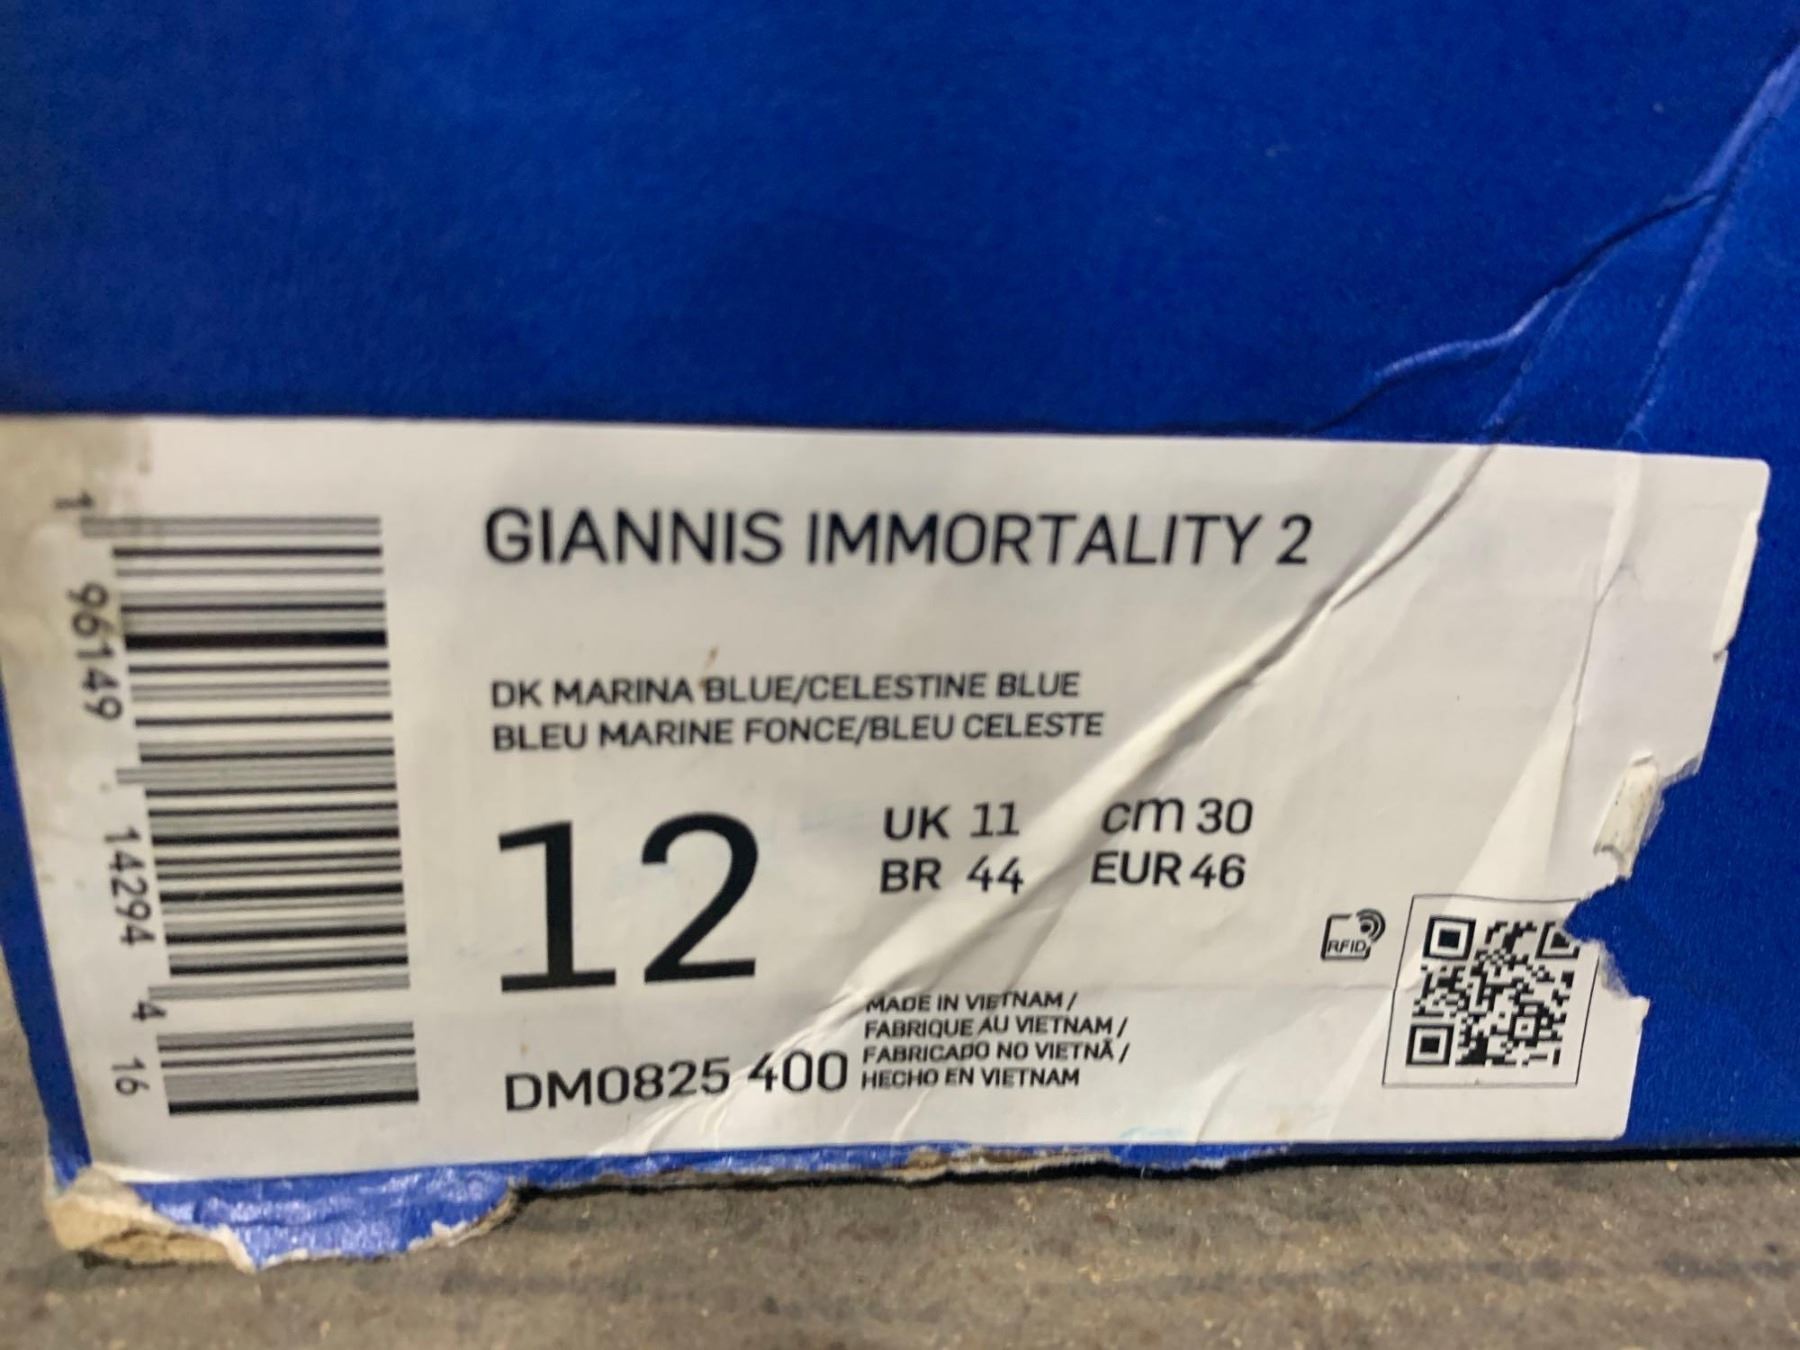 GIANNIS IMMORTALITY 2
DK MARINA BLUE/CELESTINE BLUE
BLEU MARINE FONCE/BLEU CELESTE
12
UK 11 cm 30
BR 44 EUR 46
RFID
MADE IN VIETNAM /
FABRIQUE AU VIETNAM /
FABRICADO NO VIETNÃ /
HECHO EN VIETNAM
DM0825 400
1 96149 14294 4 16